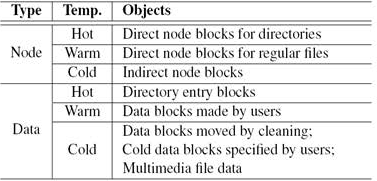 Type Temp. Objects
Node Hot Direct node blocks for directories
Warm Direct node blocks for regular files
Cold Indirect node blocks
Data Hot Directory entry blocks
Warm Data blocks made by users
Cold Data blocks moved by cleaning;
Cold data blocks specified by users;
Multimedia file data